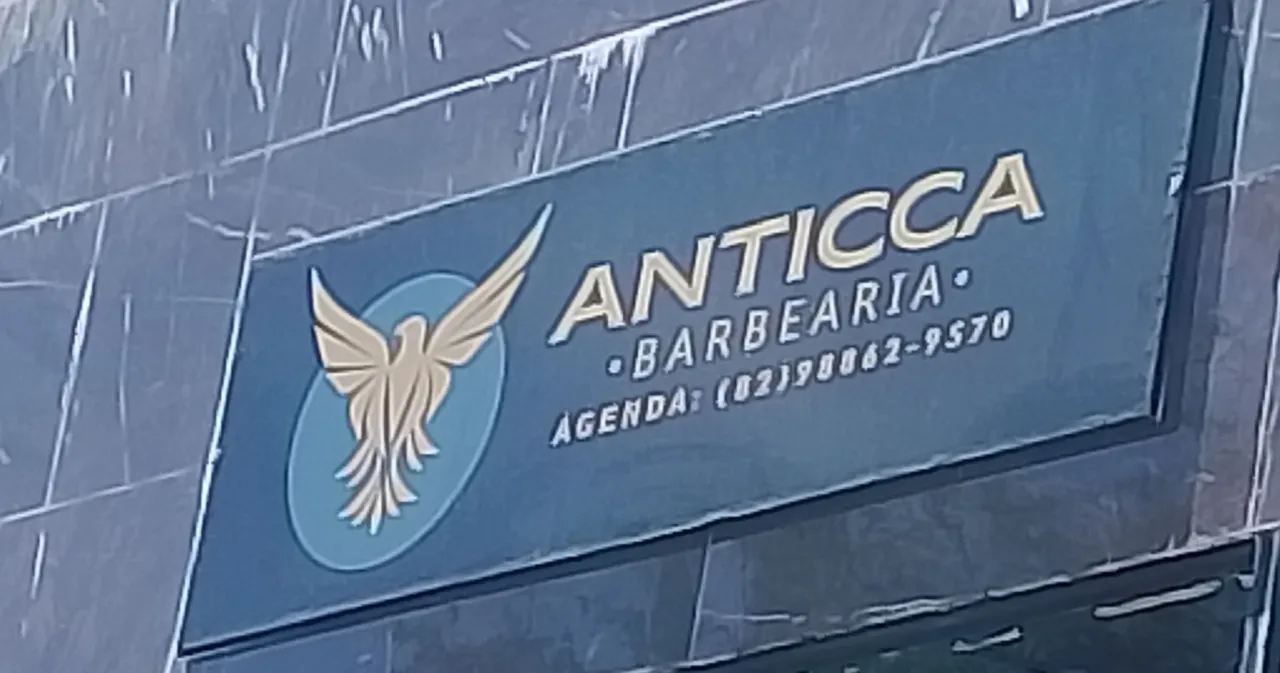 ANTICCA
•BARBEARIA•
AGENDA: (82)98862-9570